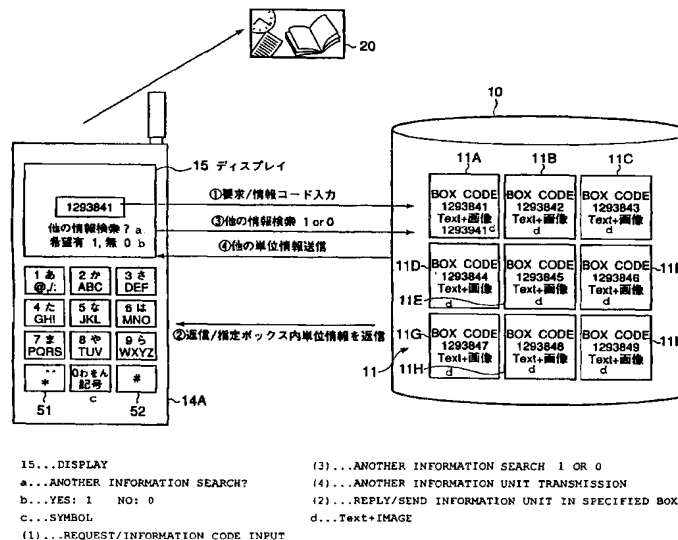 20
10
15 ディスプレイ
1293841
他の情報検索？ a
希望有 1, 無 0 b
①要求/情報コード入力
③他の情報検索 1 or 0
④他の単位情報送信
②返信/指定ボックス内単位情報を返信
1 あ @,/:
2 か ABC
3 さ DEF
4 た GHI
5 な JKL
6 は MNO
7 ま PQRS
8 や TUV
9 ら WXYZ
*
0わをん 記号
#
c
51
52
14A
11A
11B
11C
BOX CODE 1293841 Text+画像 1293941 d
BOX CODE 1293842 Text+画像 d
BOX CODE 1293843 Text+画像 d
11D
11E
BOX CODE 1293844 Text+画像 d
BOX CODE 1293845 Text+画像 d
BOX CODE 1293846 Text+画像 d
11G
11
11H
BOX CODE 1293847 Text+画像 d
BOX CODE 1293848 Text+画像 d
BOX CODE 1293849 Text+画像 d
15...DISPLAY
a...ANOTHER INFORMATION SEARCH?
b...YES: 1 NO: 0
c...SYMBOL
(1)...REQUEST/INFORMATION CODE INPUT
(3)...ANOTHER INFORMATION SEARCH 1 OR 0
(4)...ANOTHER INFORMATION UNIT TRANSMISSION
(2)...REPLY/SEND INFORMATION UNIT IN SPECIFIED BOX
d...Text+IMAGE